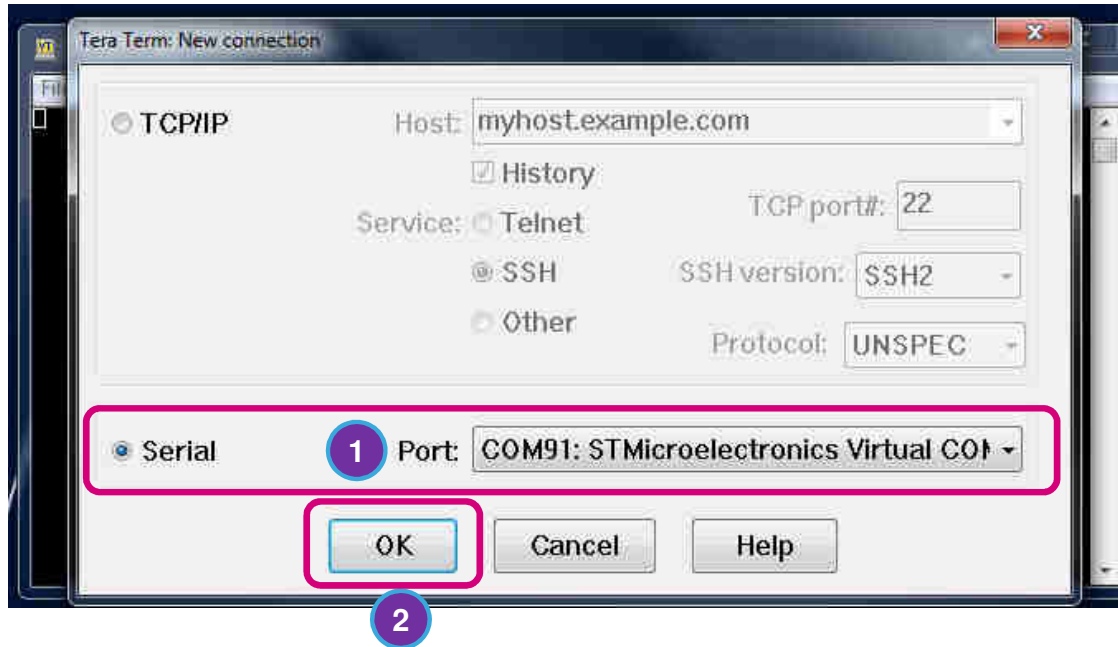 Tera Term: New connection
TCP/IP
Host: myhost.example.com
History
Service: Telnet
TCP port#: 22
SSH
SSH version: SSH2
Other
Protocol: UNSPEC
Serial
1
Port: COM91: STMicroelectronics Virtual COM
OK
Cancel
Help
2